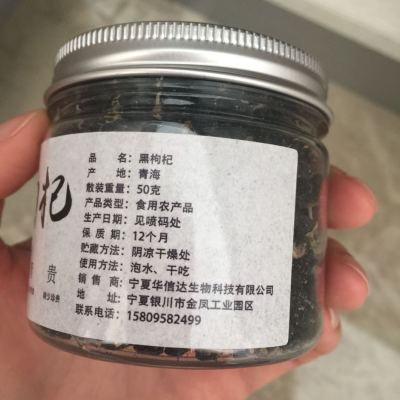 杞
贵
品 名：黑枸杞
产 地：青海
散装重量：50克
产品类型：食用农产品
生产日期：见喷码处
保 质 期：12个月
贮藏方法：阴凉干燥处
使用方法：泡水、干吃
销 售 商：宁夏华信达生物科技有限公司
地 址：宁夏银川市金凤工业园区
联系电话：15809582499